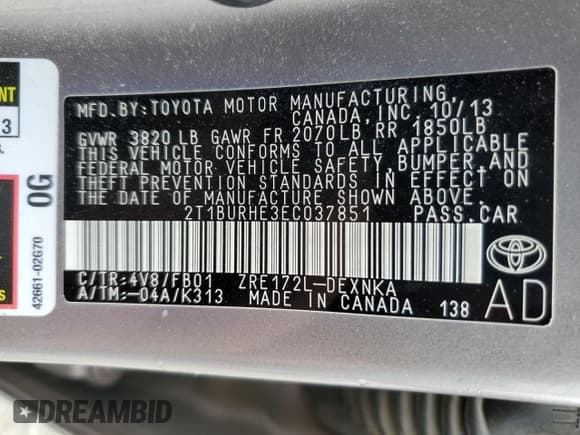 MFD.BY:TOYOTA MOTOR MANUFACTURING
CANADA, INC. 10/13
GVWR 3820 LB GAWR FR 2070LB, RR 1850LB
THIS VEHICLE CONFORMS TO ALL APPLICABLE
FEDERAL MOTOR VEHICLE SAFETY, BUMPER AND
THEFT PREVENTION STANDARDS IN EFFECT ON
THE DATE OF MANUFACTURE SHOWN ABOVE.
2T1BURHE3EC037851 PASS.CAR
C/TR:4V8/FB01 ZRE172L-DEXNKA
A/TM:-04A/K313 MADE IN CANADA 138
AD
NT
3
S.
0G
42661-02G70
s
DREAMBID